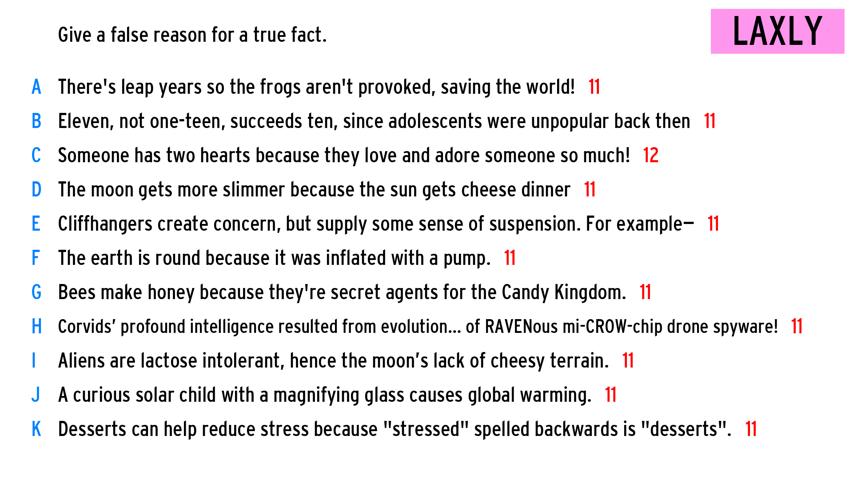 Give a false reason for a true fact.
LAXLY
A There's leap years so the frogs aren't provoked, saving the world! 11
B Eleven, not one-teen, succeeds ten, since adolescents were unpopular back then 11
C Someone has two hearts because they love and adore someone so much! 12
D The moon gets more slimmer because the sun gets cheese dinner 11
E Cliffhangers create concern, but supply some sense of suspension. For example— 11
F The earth is round because it was inflated with a pump. 11
G Bees make honey because they're secret agents for the Candy Kingdom. 11
H Corvids’ profound intelligence resulted from evolution... of RAVENous mi-CROW-chip drone spyware! 11
I Aliens are lactose intolerant, hence the moon’s lack of cheesy terrain. 11
J A curious solar child with a magnifying glass causes global warming. 11
K Desserts can help reduce stress because "stressed" spelled backwards is "desserts". 11